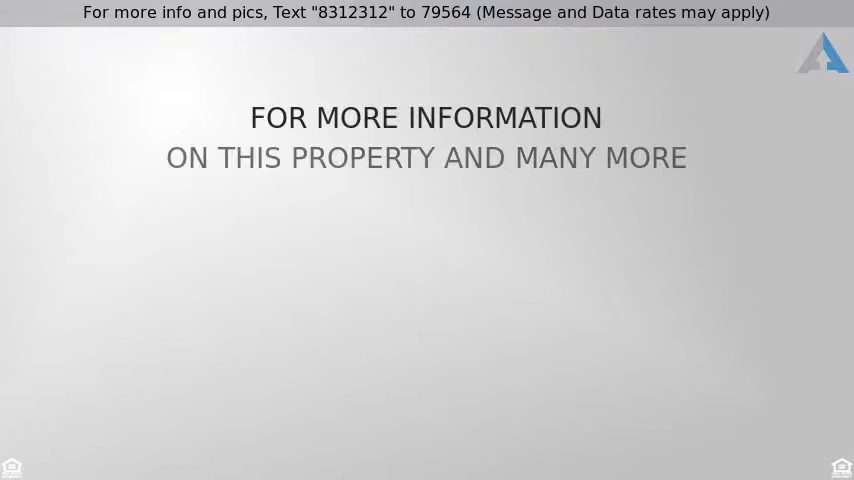 For more info and pics, Text "8312312" to 79564 (Message and Data rates may apply)
FOR MORE INFORMATION
ON THIS PROPERTY AND MANY MORE